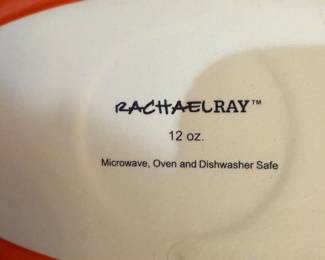 RACHAELRAY™
12 oz.
Microwave, Oven and Dishwasher Safe